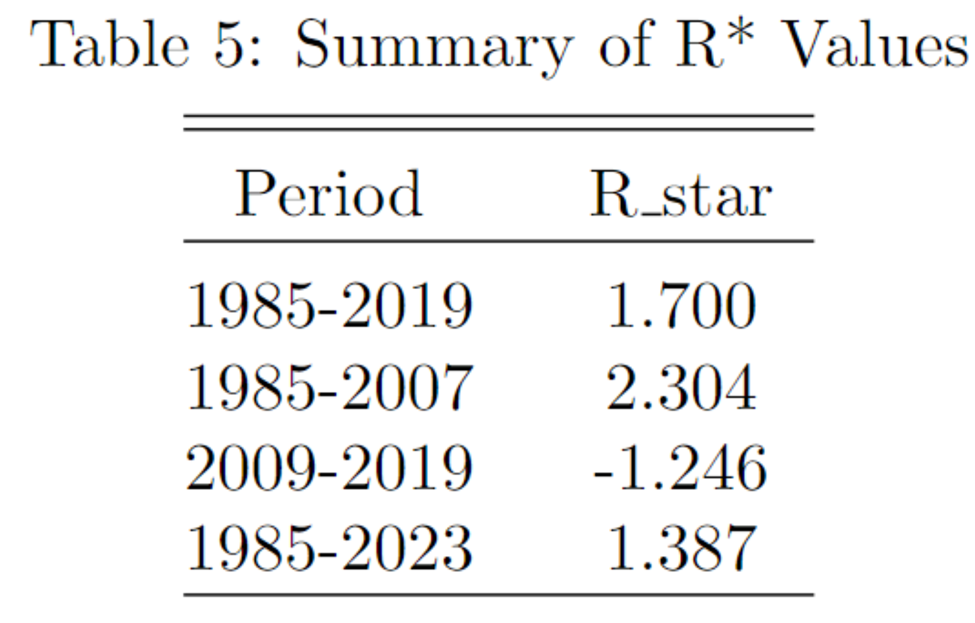 Table 5: Summary of R* Values
Period R_star
1985-2019 1.700
1985-2007 2.304
2009-2019 -1.246
1985-2023 1.387